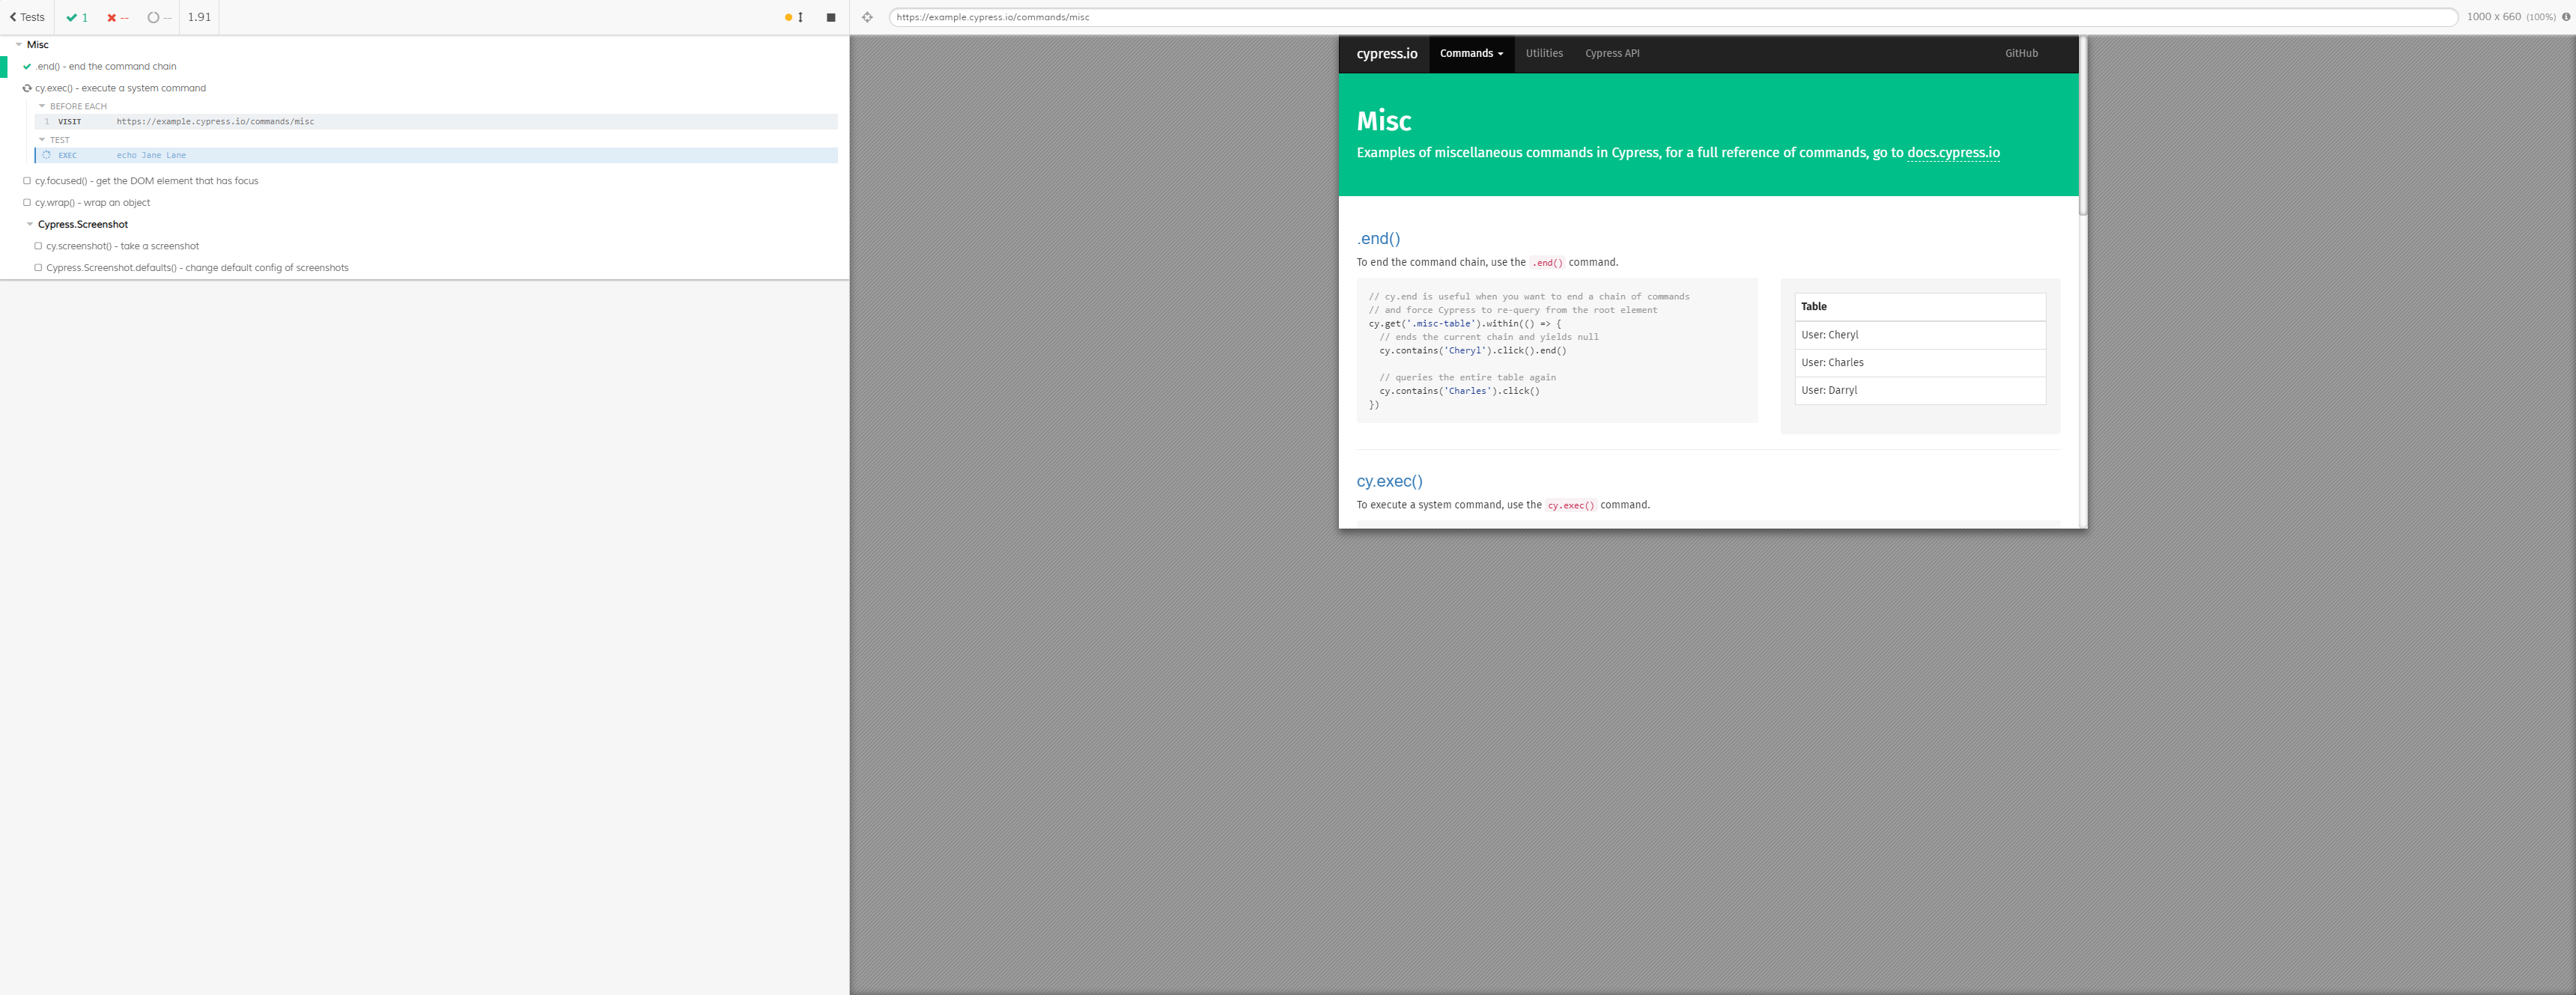 Tests
1
--
--
1.91
https://example.cypress.io/commands/misc
1000 x 660 (100%)
Misc
.end() - end the command chain
cy.exec() - execute a system command
BEFORE EACH
1 VISIT https://example.cypress.io/commands/misc
TEST
EXEC echo Jane Lane
cy.focused() - get the DOM element that has focus
cy.wrap() - wrap an object
Cypress.Screenshot
cy.screenshot() - take a screenshot
Cypress.Screenshot.defaults() - change default config of screenshots
cypress.io Commands Utilities Cypress API GitHub
Misc
Examples of miscellaneous commands in Cypress, for a full reference of commands, go to docs.cypress.io
.end()
To end the command chain, use the .end() command.
// cy.end is useful when you want to end a chain of commands
// and force Cypress to re-query from the root element
cy.get('.misc-table').within(() => {
// ends the current chain and yields null
cy.contains('Cheryl').click().end()
// queries the entire table again
cy.contains('Charles').click()
})
Table
User: Cheryl
User: Charles
User: Darryl
cy.exec()
To execute a system command, use the cy.exec() command.